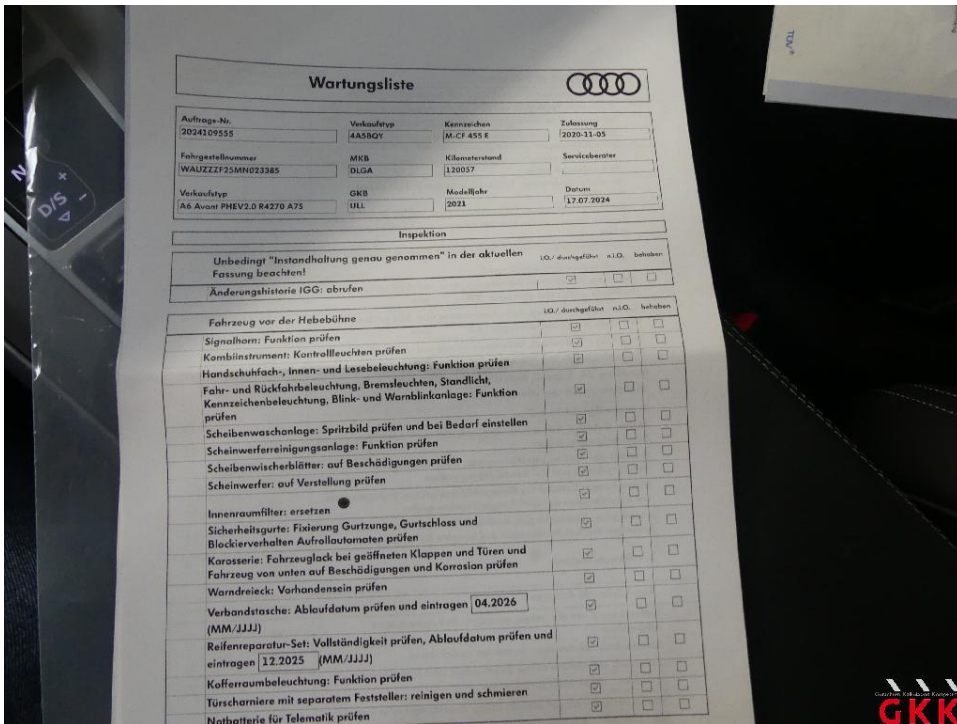 Wartungsliste
Auftrags-Nr. Verkaufstyp Kennzeichen Zulassung
2024109555 4A5BQY M-CF 455 E 2020-11-05
Fahrgestellnummer MKB Kilometerstand Serviceberater
WAUZZZF25MN023385 DLGA 120057
Verkaufstyp GKB Modelljahr Datum
A6 Avant PHEV2.0 R4270 A7S ULL 2021 17.07.2024
Inspektion
Unbedingt "Instandhaltung genau genommen" in der aktuellen i.O./ durchgeführt n.i.O. behoben
Fassung beachten!
Änderungshistorie IGG: abrufen
Fahrzeug vor der Hebebühne i.O./ durchgeführt n.i.O. behoben
Signalhorn: Funktion prüfen
Kombiinstrument: Kontrollleuchten prüfen
Handschuhfach-, Innen- und Lesebeleuchtung: Funktion prüfen
Fahr- und Rückfahrbeleuchtung, Bremsleuchten, Standlicht,
Kennzeichenbeleuchtung, Blink- und Warnblinkanlage: Funktion
prüfen
Scheibenwaschanlage: Spritzbild prüfen und bei Bedarf einstellen
Scheinwerferreinigungsanlage: Funktion prüfen
Scheibenwischerblätter: auf Beschädigungen prüfen
Scheinwerfer: auf Verstellung prüfen
Innenraumfilter: ersetzen
Sicherheitsgurte: Fixierung Gurtzunge, Gurtschloss und
Blockierverhalten Aufrollautomaten prüfen
Karosserie: Fahrzeuglack bei geöffneten Klappen und Türen und
Fahrzeug von unten auf Beschädigungen und Korrosion prüfen
Warndreieck: Vorhandensein prüfen
Verbandstasche: Ablaufdatum prüfen und eintragen 04.2026
(MM/JJJJ)
Reifenreparatur-Set: Vollständigkeit prüfen, Ablaufdatum prüfen und
eintragen 12.2025 (MM/JJJJ)
Kofferraumbeleuchtung: Funktion prüfen
Türscharniere mit separatem Feststeller: reinigen und schmieren
Notbatterie für Telematik prüfen
N
+
D/S
-
TÜV®
GKK